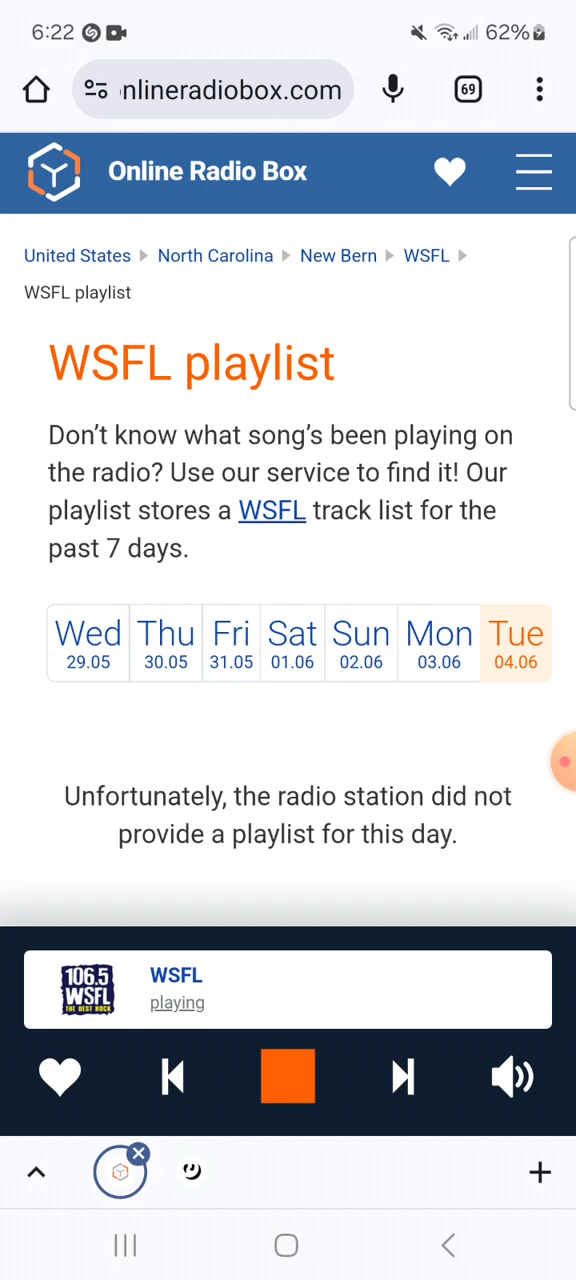 6:22
62%
nlineradiobox.com
69
Online Radio Box
United States North Carolina New Bern WSFL
WSFL playlist
WSFL playlist
Don’t know what song’s been playing on
the radio? Use our service to find it! Our
playlist stores a WSFL track list for the
past 7 days.
Wed Thu Fri Sat Sun Mon Tue
29.05 30.05 31.05 01.06 02.06 03.06 04.06
Unfortunately, the radio station did not
provide a playlist for this day.
106.5
WSFL
THE BEST ROCK
WSFL
playing